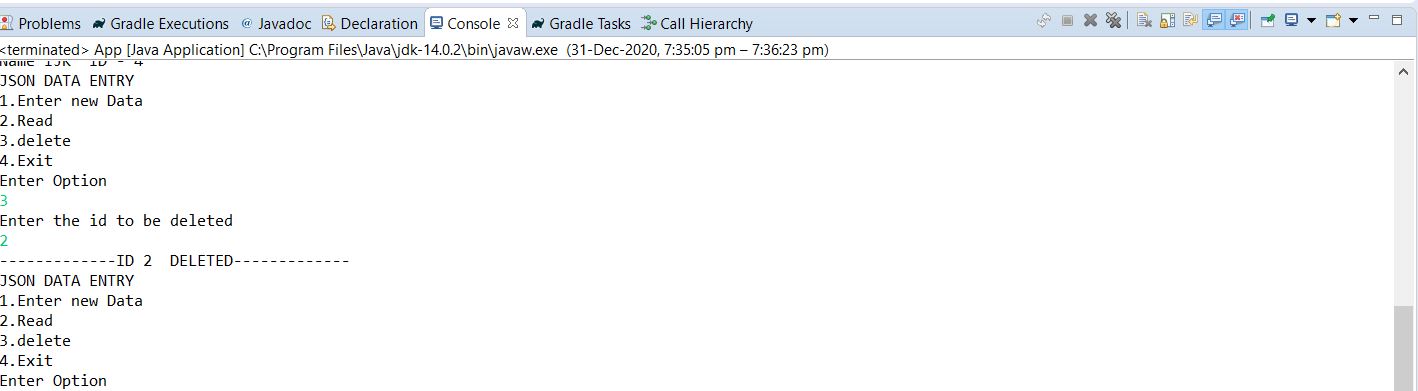 Problems Gradle Executions @ Javadoc Declaration Console Gradle Tasks Call Hierarchy
<terminated> App [Java Application] C:\Program Files\Java\jdk-14.0.2\bin\javaw.exe (31-Dec-2020, 7:35:05 pm – 7:36:23 pm)
Name IJK ID - 4
JSON DATA ENTRY
1.Enter new Data
2.Read
3.delete
4.Exit
Enter Option
3
Enter the id to be deleted
2
-------------ID 2  DELETED-------------
JSON DATA ENTRY
1.Enter new Data
2.Read
3.delete
4.Exit
Enter Option